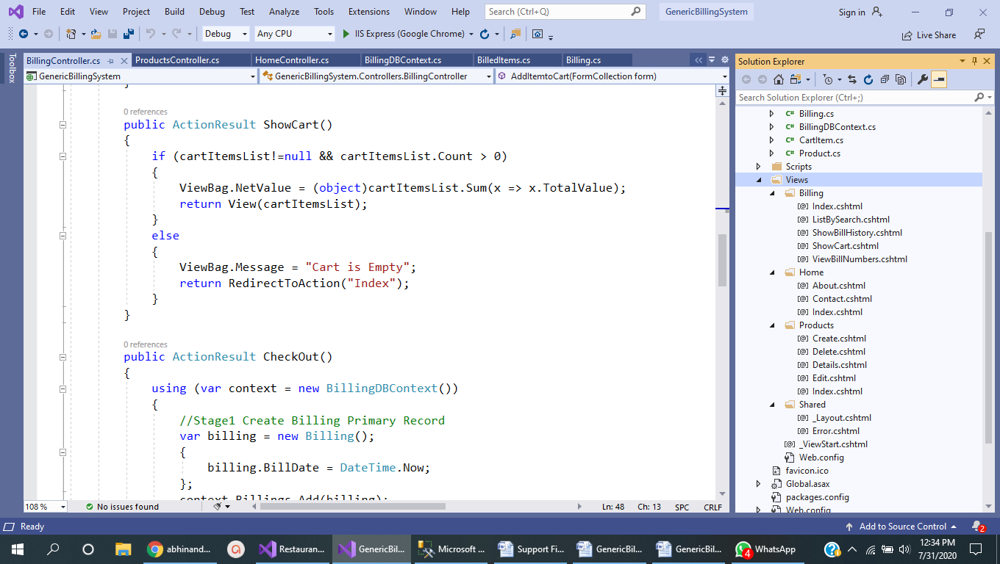 File Edit View Project Build Debug Test Analyze Tools Extensions Window Help Search (Ctrl+Q) GenericBillingSystem Sign in
Debug Any CPU IIS Express (Google Chrome) Live Share
Toolbox
BillingController.cs ProductsController.cs HomeController.cs BillingDBContext.cs BilledItems.cs Billing.cs
GenericBillingSystem GenericBillingSystem.Controllers.BillingController AddItemtoCart(FormCollection form)
}
0 references
public ActionResult ShowCart()
{
if (cartItemsList!=null && cartItemsList.Count > 0)
{
ViewBag.NetValue = (object)cartItemsList.Sum(x => x.TotalValue);
return View(cartItemsList);
}
else
{
ViewBag.Message = "Cart is Empty";
return RedirectToAction("Index");
}
}
0 references
public ActionResult CheckOut()
{
using (var context = new BillingDBContext())
{
//Stage1 Create Billing Primary Record
var billing = new Billing();
{
billing.BillDate = DateTime.Now;
};
context.Billings.Add(billing);
108 % No issues found Ln: 48 Ch: 13 SPC CRLF
Solution Explorer
Search Solution Explorer (Ctrl+;)
C# Billing.cs
C# BillingDBContext.cs
C# CartItem.cs
C# Product.cs
Scripts
Views
Billing
[@] Index.cshtml
[@] ListBySearch.cshtml
[@] ShowBillHistory.cshtml
[@] ShowCart.cshtml
[@] ViewBillNumbers.cshtml
Home
[@] About.cshtml
[@] Contact.cshtml
[@] Index.cshtml
Products
[@] Create.cshtml
[@] Delete.cshtml
[@] Details.cshtml
[@] Edit.cshtml
[@] Index.cshtml
Shared
[@] _Layout.cshtml
[@] Error.cshtml
[@] _ViewStart.cshtml
Web.config
favicon.ico
Global.asax
packages.config
Web.config
Ready Add to Source Control 2
abhinand... Restauran... GenericBil... Microsoft ... Support Fi... GenericBil... GenericBil... 4 WhatsApp
12:34 PM
7/31/2020